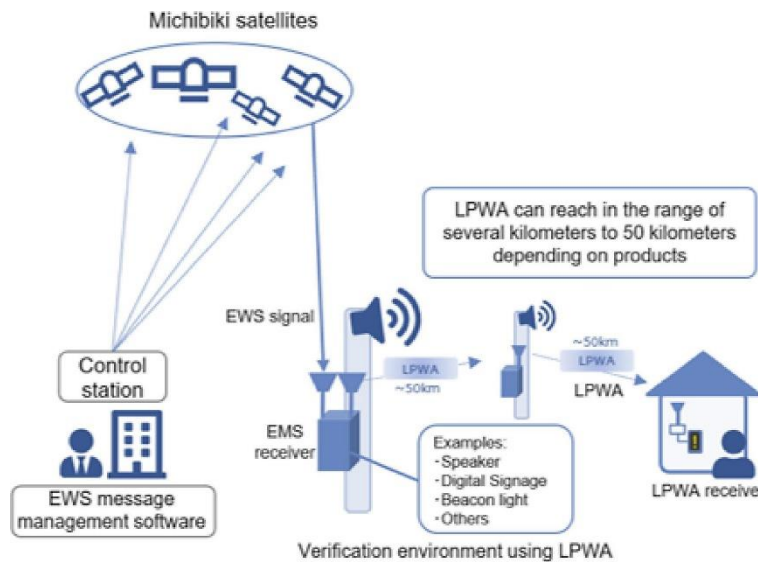 Michibiki satellites
LPWA can reach in the range of
several kilometers to 50 kilometers
depending on products
EWS signal
Control
station
LPWA
~50km
~50km
LPWA
LPWA
EMS
receiver
Examples:
・Speaker
・Digital Signage
・Beacon light
・Others
EWS message
management software
LPWA receive
Verification environment using LPWA